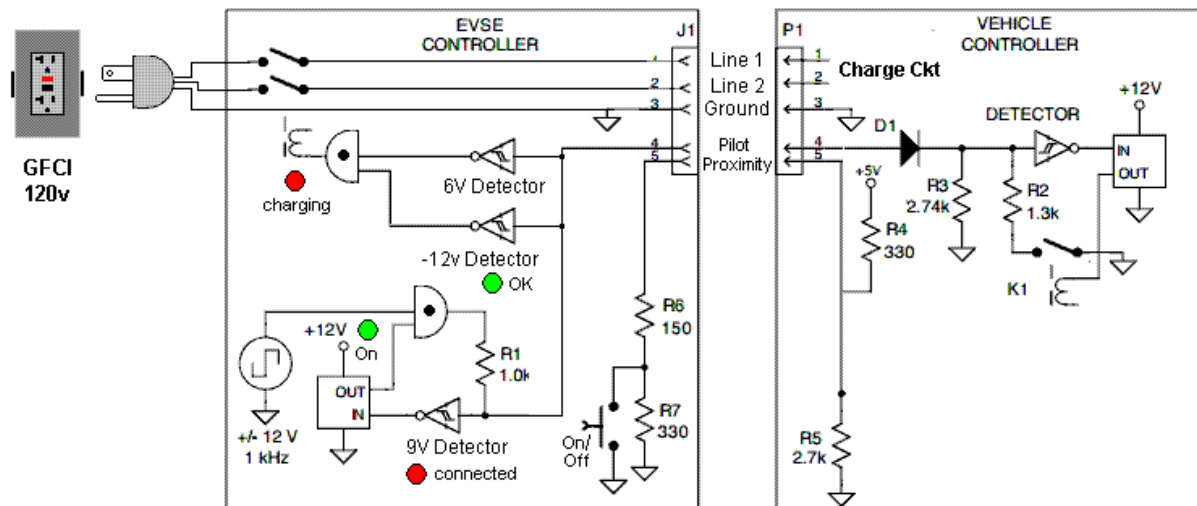 GFCI
120v
EVSE
CONTROLLER
J1
1
2
3
4
5
Line 1
Line 2
Ground
Pilot
Proximity
6V Detector
charging
-12v Detector
OK
+12V
On
OUT
IN
+/- 12 V
1 kHz
R1
1.0k
9V Detector
connected
R6
150
R7
330
On/
Off
P1
VEHICLE
CONTROLLER
1
2
3
4
5
Charge Ckt
+12V
DETECTOR
D1
IN
OUT
+5V
R3
2.74k
R2
1.3k
R4
330
K1
R5
2.7k